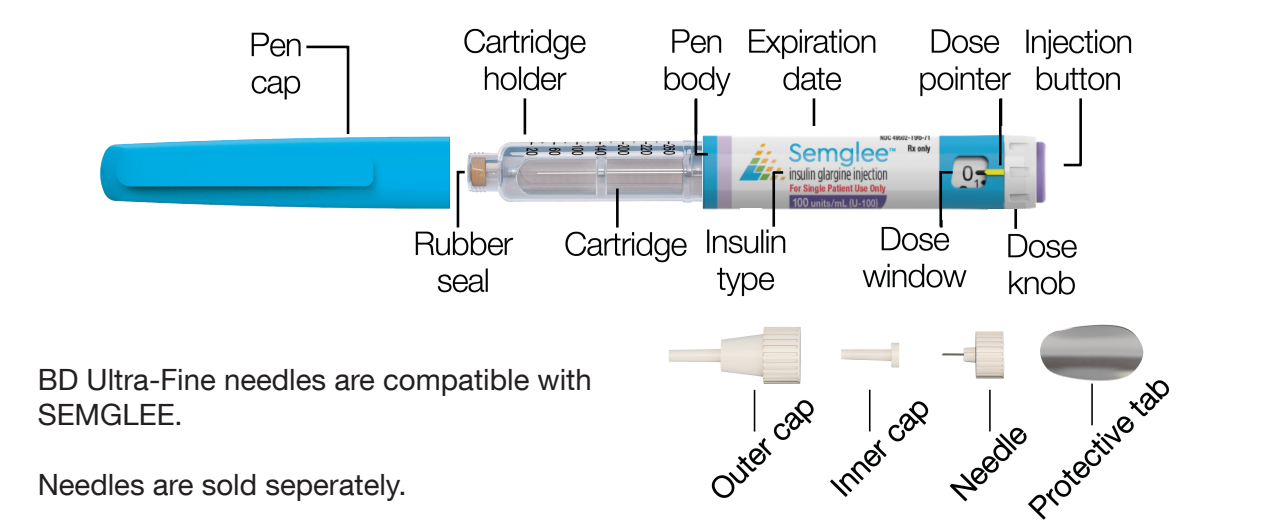 Pen
cap
Cartridge
holder
Pen
body
Expiration
date
Dose
pointer
Injection
button
Semglee™
Rx only
insulin glargine injection
For Single Patient Use Only
100 units/mL (U-100)
0
Rubber
seal
Cartridge
Insulin
type
Dose
window
Dose
knob
BD Ultra-Fine needles are compatible with
SEMGLEE.
Needles are sold seperately.
Outer cap
Inner cap
Needle
Protective tab